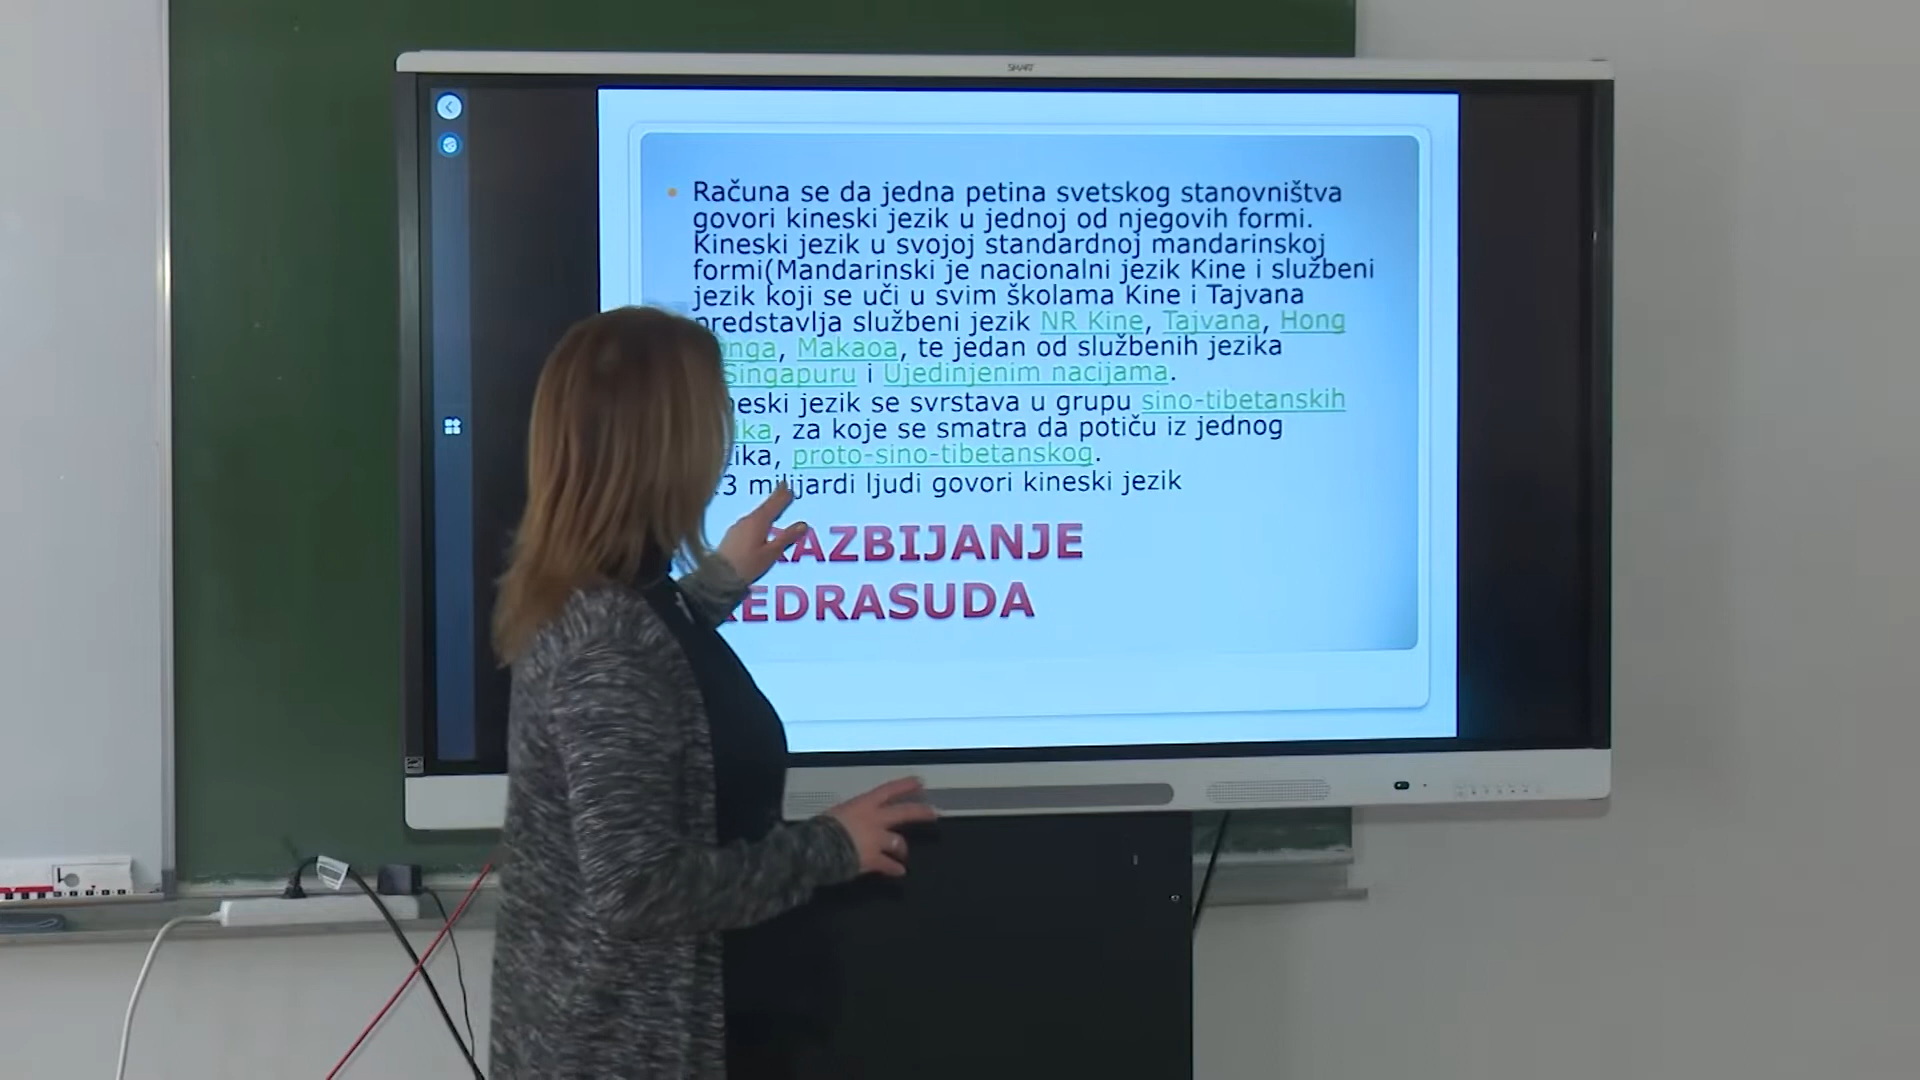 SMART
Računa se da jedna petina svetskog stanovništva
govori kineski jezik u jednoj od njegovih formi.
Kineski jezik u svojoj standardnoj mandarinskoj
formi(Mandarinski je nacionalni jezik Kine i službeni
jezik koji se uči u svim školama Kine i Tajvana
predstavlja službeni jezik NR Kine, Tajvana, Hong
onga, Makaoa, te jedan od službenih jezika
Singapuru i Ujedinjenim nacijama.
neski jezik se svrstava u grupu sino-tibetanskih
ika, za koje se smatra da potiču iz jednog
ika, proto-sino-tibetanskog.
3 milijardi ljudi govori kineski jezik
RAZBIJANJE
REDRASUDA